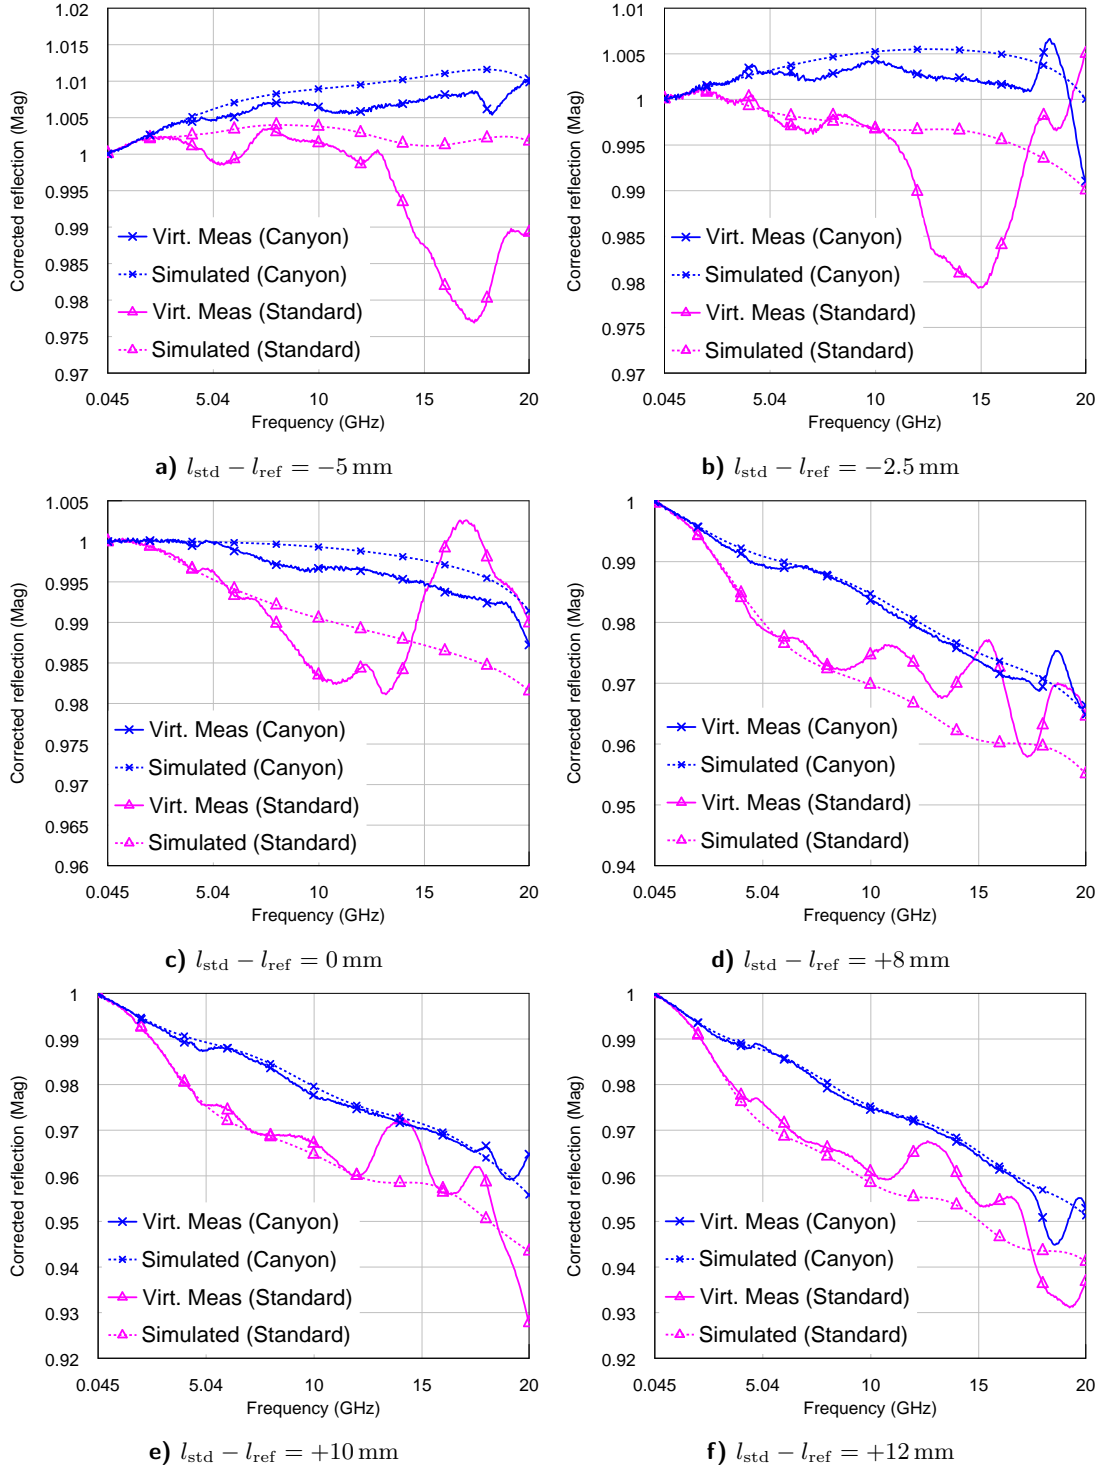 1.02
1.015
1.01
1.005
1
0.995
0.99
0.985
0.98
0.975
0.97
Corrected reflection (Mag)
Virt. Meas (Canyon)
Simulated (Canyon)
Virt. Meas (Standard)
Simulated (Standard)
0.045 5.04 10 15 20
Frequency (GHz)
a) l_std − l_ref = −5 mm
1.01
1.005
1
0.995
0.99
0.985
0.98
0.975
0.97
Corrected reflection (Mag)
Virt. Meas (Canyon)
Simulated (Canyon)
Virt. Meas (Standard)
Simulated (Standard)
0.045 5.04 10 15 20
Frequency (GHz)
b) l_std − l_ref = −2.5 mm
1.005
1
0.995
0.99
0.985
0.98
0.975
0.97
0.965
0.96
Corrected reflection (Mag)
Virt. Meas (Canyon)
Simulated (Canyon)
Virt. Meas (Standard)
Simulated (Standard)
0.045 5.04 10 15 20
Frequency (GHz)
c) l_std − l_ref = 0 mm
1
0.99
0.98
0.97
0.96
0.95
0.94
Corrected reflection (Mag)
Virt. Meas (Canyon)
Simulated (Canyon)
Virt. Meas (Standard)
Simulated (Standard)
0.045 5.04 10 15 20
Frequency (GHz)
d) l_std − l_ref = +8 mm
1
0.99
0.98
0.97
0.96
0.95
0.94
0.93
0.92
Corrected reflection (Mag)
Virt. Meas (Canyon)
Simulated (Canyon)
Virt. Meas (Standard)
Simulated (Standard)
0.045 5.04 10 15 20
Frequency (GHz)
e) l_std − l_ref = +10 mm
1
0.99
0.98
0.97
0.96
0.95
0.94
0.93
0.92
Corrected reflection (Mag)
Virt. Meas (Canyon)
Simulated (Canyon)
Virt. Meas (Standard)
Simulated (Standard)
0.045 5.04 10 15 20
Frequency (GHz)
f) l_std − l_ref = +12 mm